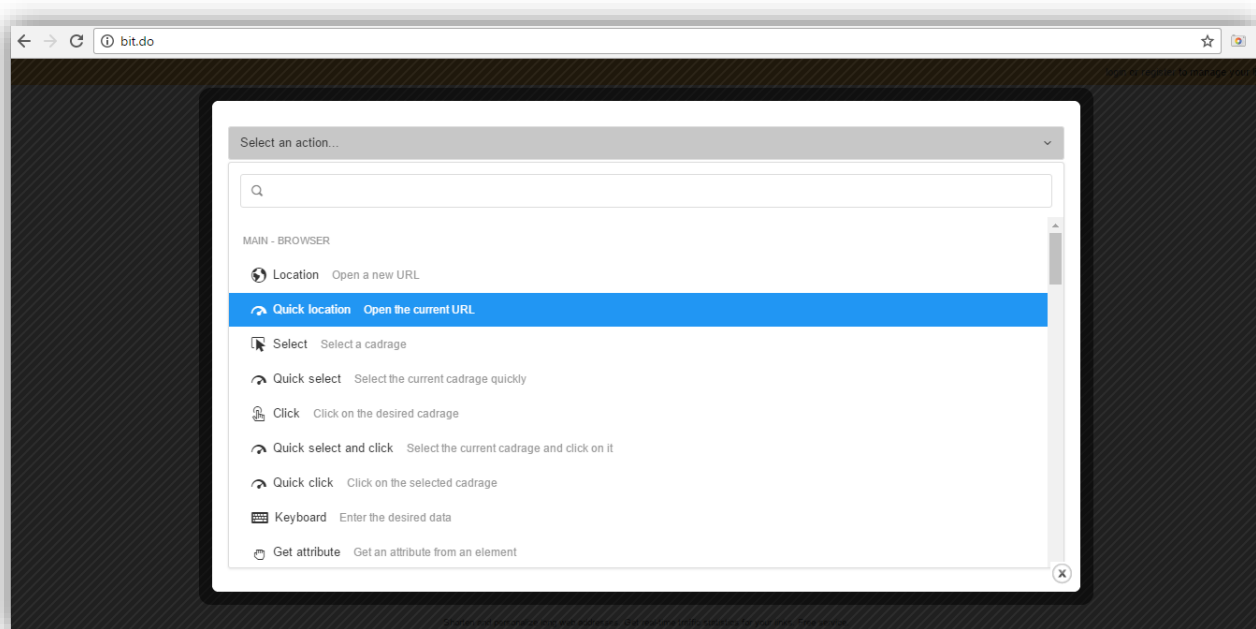 bit.do
Select an action...
MAIN - BROWSER
Location Open a new URL
Quick location Open the current URL
Select Select a cadrage
Quick select Select the current cadrage quickly
Click Click on the desired cadrage
Quick select and click Select the current cadrage and click on it
Quick click Click on the selected cadrage
Keyboard Enter the desired data
Get attribute Get an attribute from an element
x